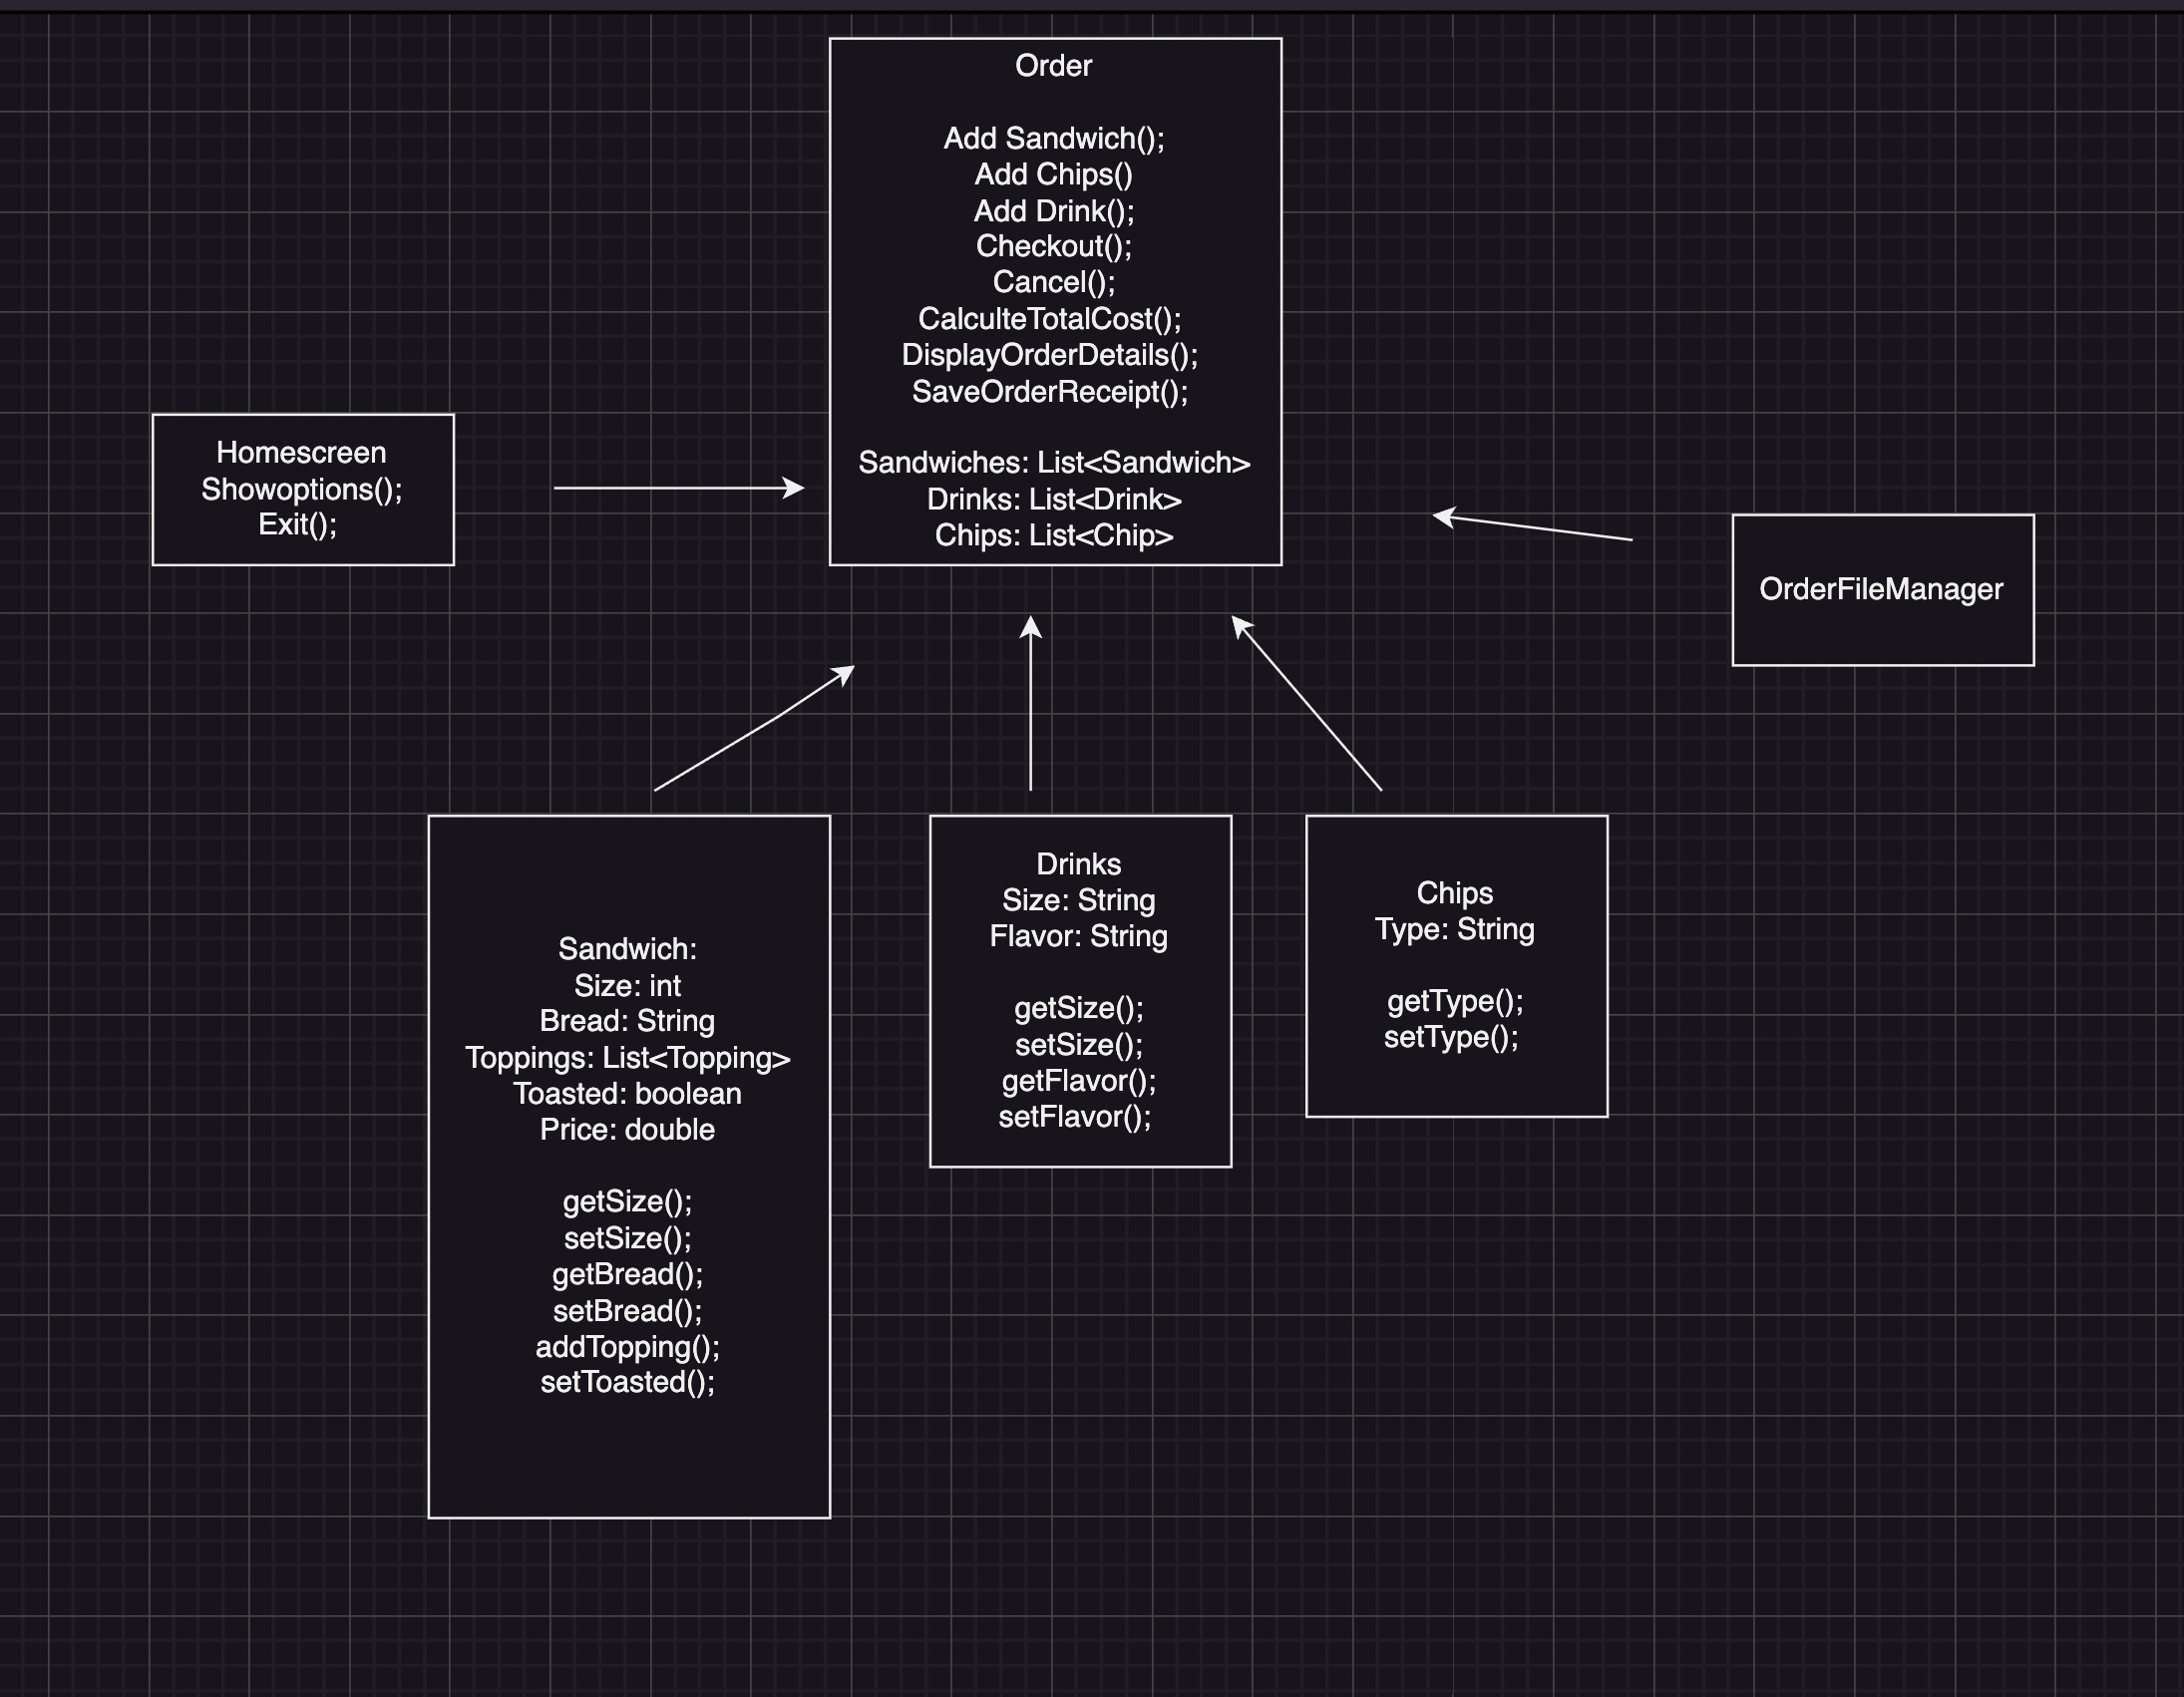 Order
Add Sandwich();
Add Chips()
Add Drink();
Checkout();
Cancel();
CalculteTotalCost();
DisplayOrderDetails();
SaveOrderReceipt();
Sandwiches: List<Sandwich>
Drinks: List<Drink>
Chips: List<Chip>
Homescreen
Showoptions();
Exit();
OrderFileManager
Sandwich:
Size: int
Bread: String
Toppings: List<Topping>
Toasted: boolean
Price: double
getSize();
setSize();
getBread();
setBread();
addTopping();
setToasted();
Drinks
Size: String
Flavor: String
getSize();
setSize();
getFlavor();
setFlavor();
Chips
Type: String
getType();
setType();